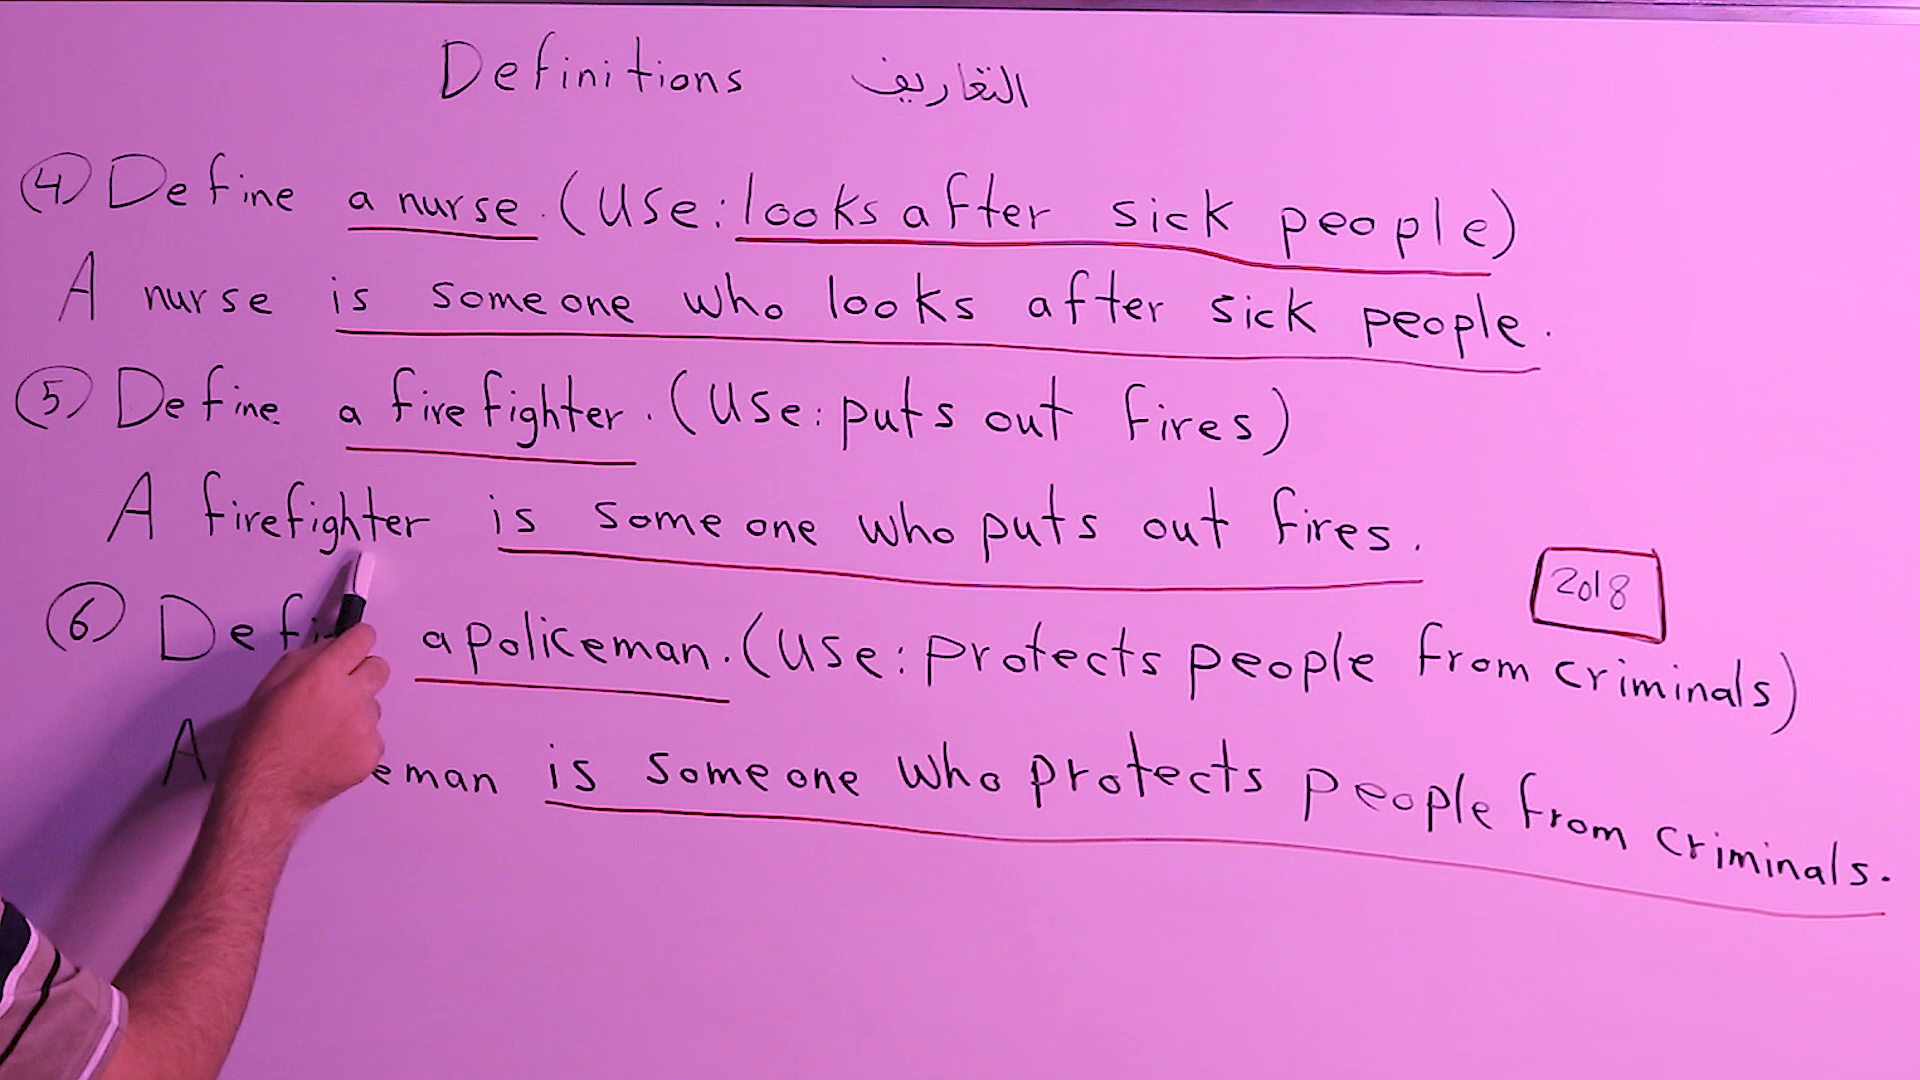 Definitions التعاريف
④ Define a nurse. (Use: looks after sick people)
A nurse is someone who looks after sick people.
⑤ Define a firefighter. (Use: puts out fires)
A firefighter is someone who puts out fires.
2018
⑥ Defi a policeman. (Use: protects people from criminals)
A eman is someone who protects people from criminals.